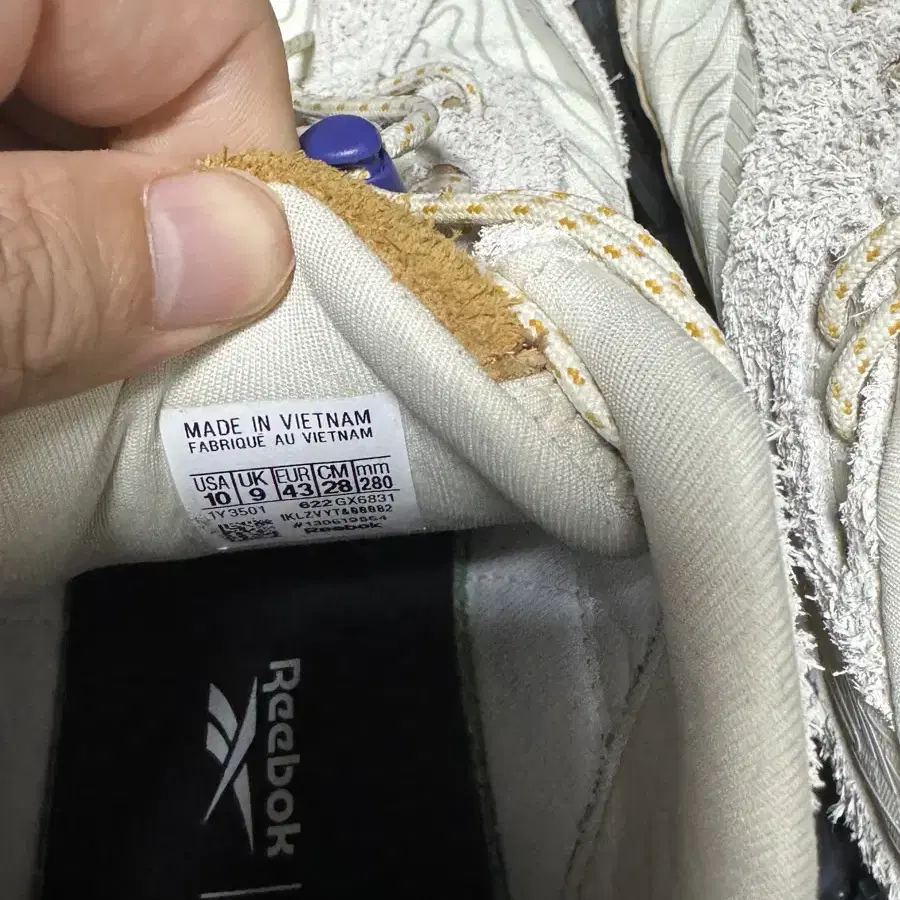 MADE IN VIETNAM
FABRIQUÉ AU VIETNAM
USA UK EUR CM mm
10 9 43 28 280
1Y3501 622 GX6831
#130619864
Reebok
Reebok